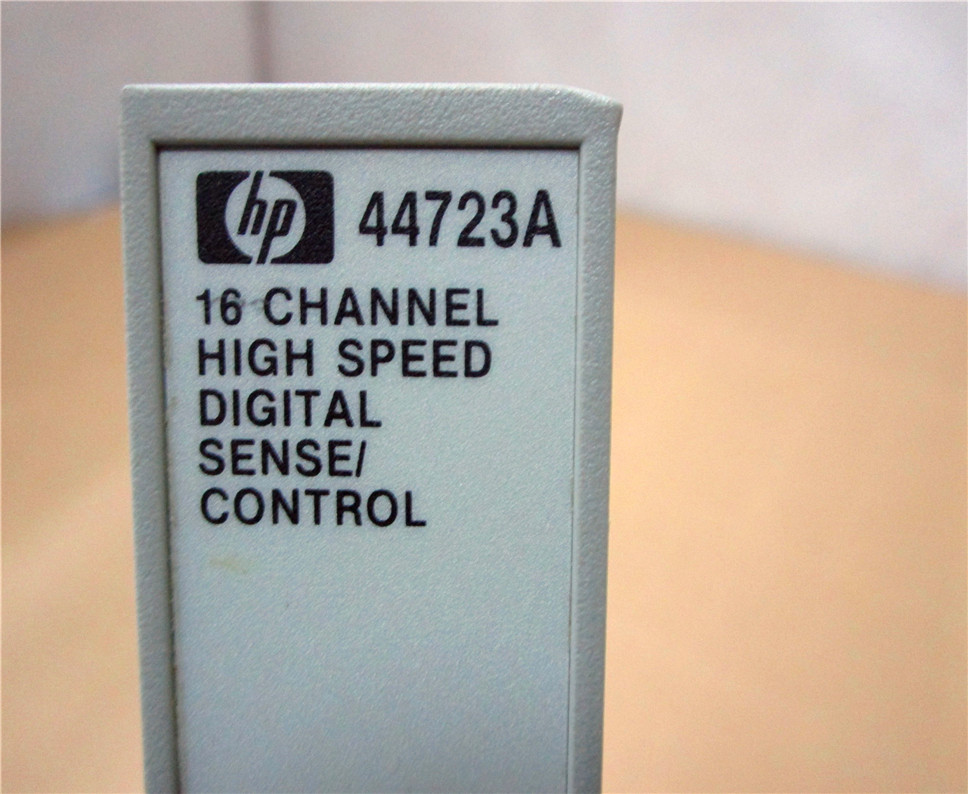 hp 44723A
16 CHANNEL
HIGH SPEED
DIGITAL
SENSE/
CONTROL